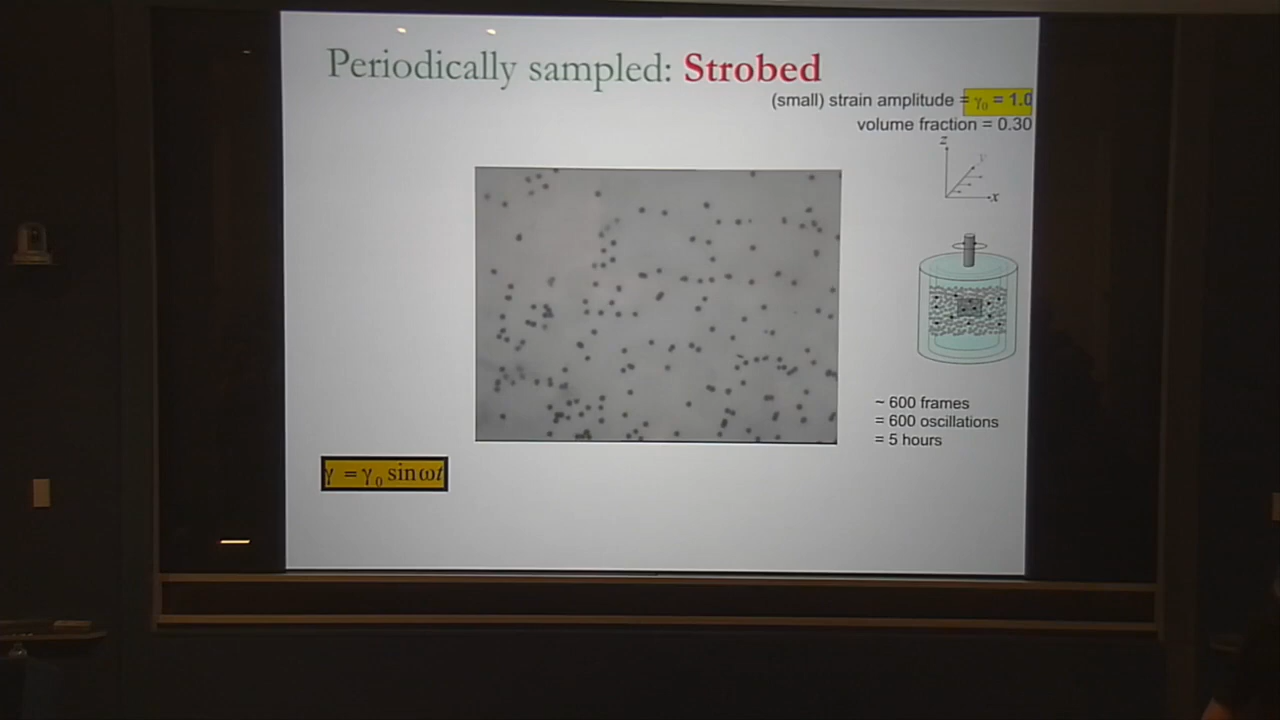 Periodically sampled: Strobed
(small) strain amplitude = γ₀ = 1.0
volume fraction = 0.30
z
y
x
~ 600 frames
= 600 oscillations
= 5 hours
γ = γ₀ sin ωt